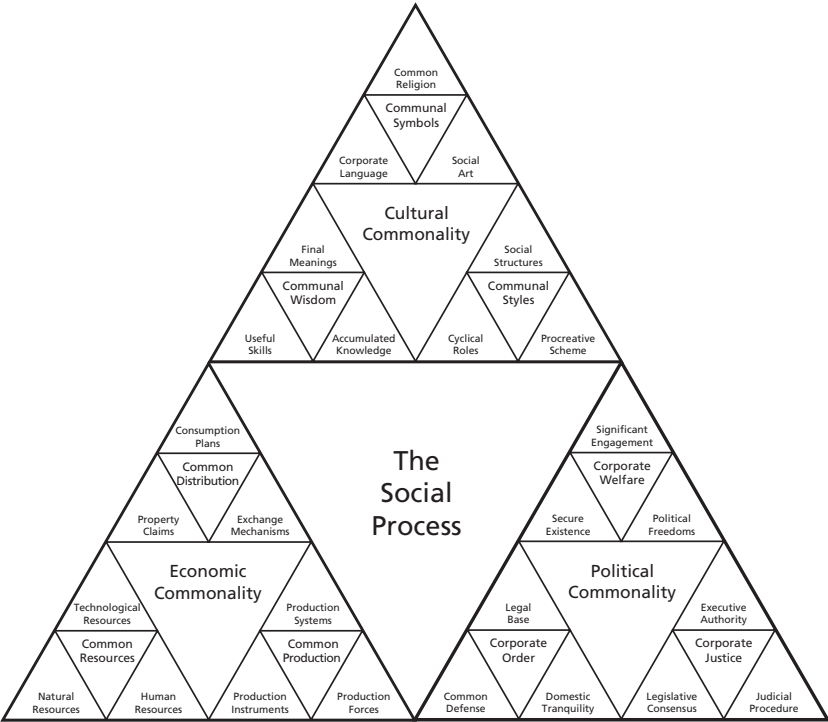 Common
Religion
Communal
Symbols
Corporate
Language
Social
Art
Cultural
Commonality
Final
Meanings
Social
Structures
Communal
Wisdom
Communal
Styles
Useful
Skills
Accumulated
Knowledge
Cyclical
Roles
Procreative
Scheme
The
Social
Process
Consumption
Plans
Common
Distribution
Property
Claims
Exchange
Mechanisms
Economic
Commonality
Technological
Resources
Production
Systems
Common
Resources
Common
Production
Natural
Resources
Human
Resources
Production
Instruments
Production
Forces
Significant
Engagement
Corporate
Welfare
Secure
Existence
Political
Freedoms
Political
Commonality
Legal
Base
Executive
Authority
Corporate
Order
Corporate
Justice
Common
Defense
Domestic
Tranquility
Legislative
Consensus
Judicial
Procedure